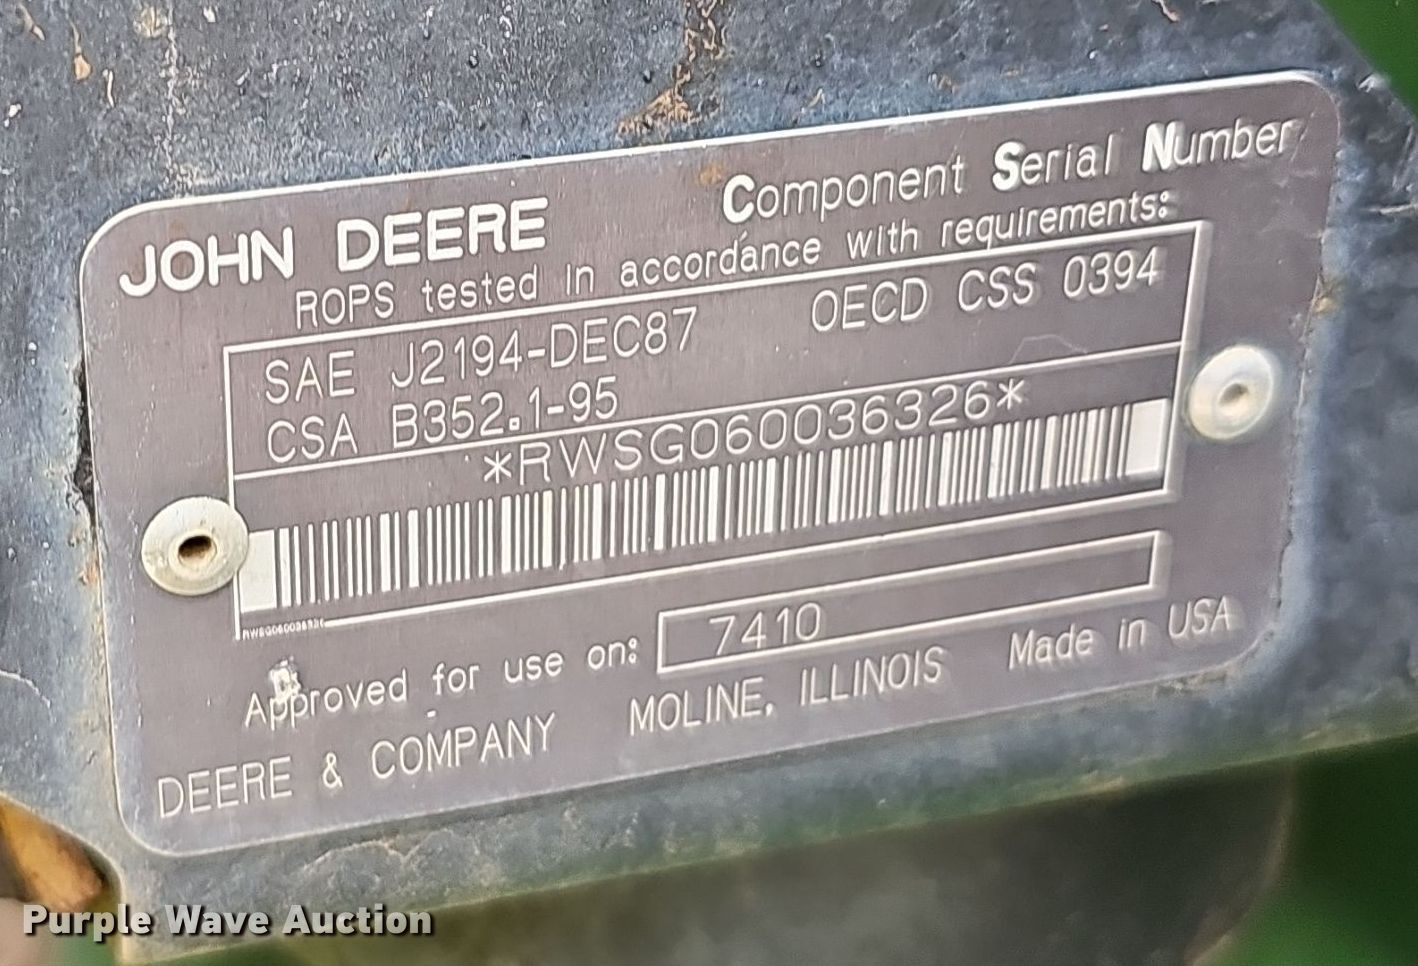 JOHN DEERE Component Serial Number
ROPS tested in accordance with requirements:
SAE J2194-DEC87 OECD CSS 0394
CSA B352.1-95
*RWSG060036326*
RWSG060036326
Approved for use on: 7410
DEERE & COMPANY MOLINE, ILLINOIS Made in USA
Purple Wave Auction